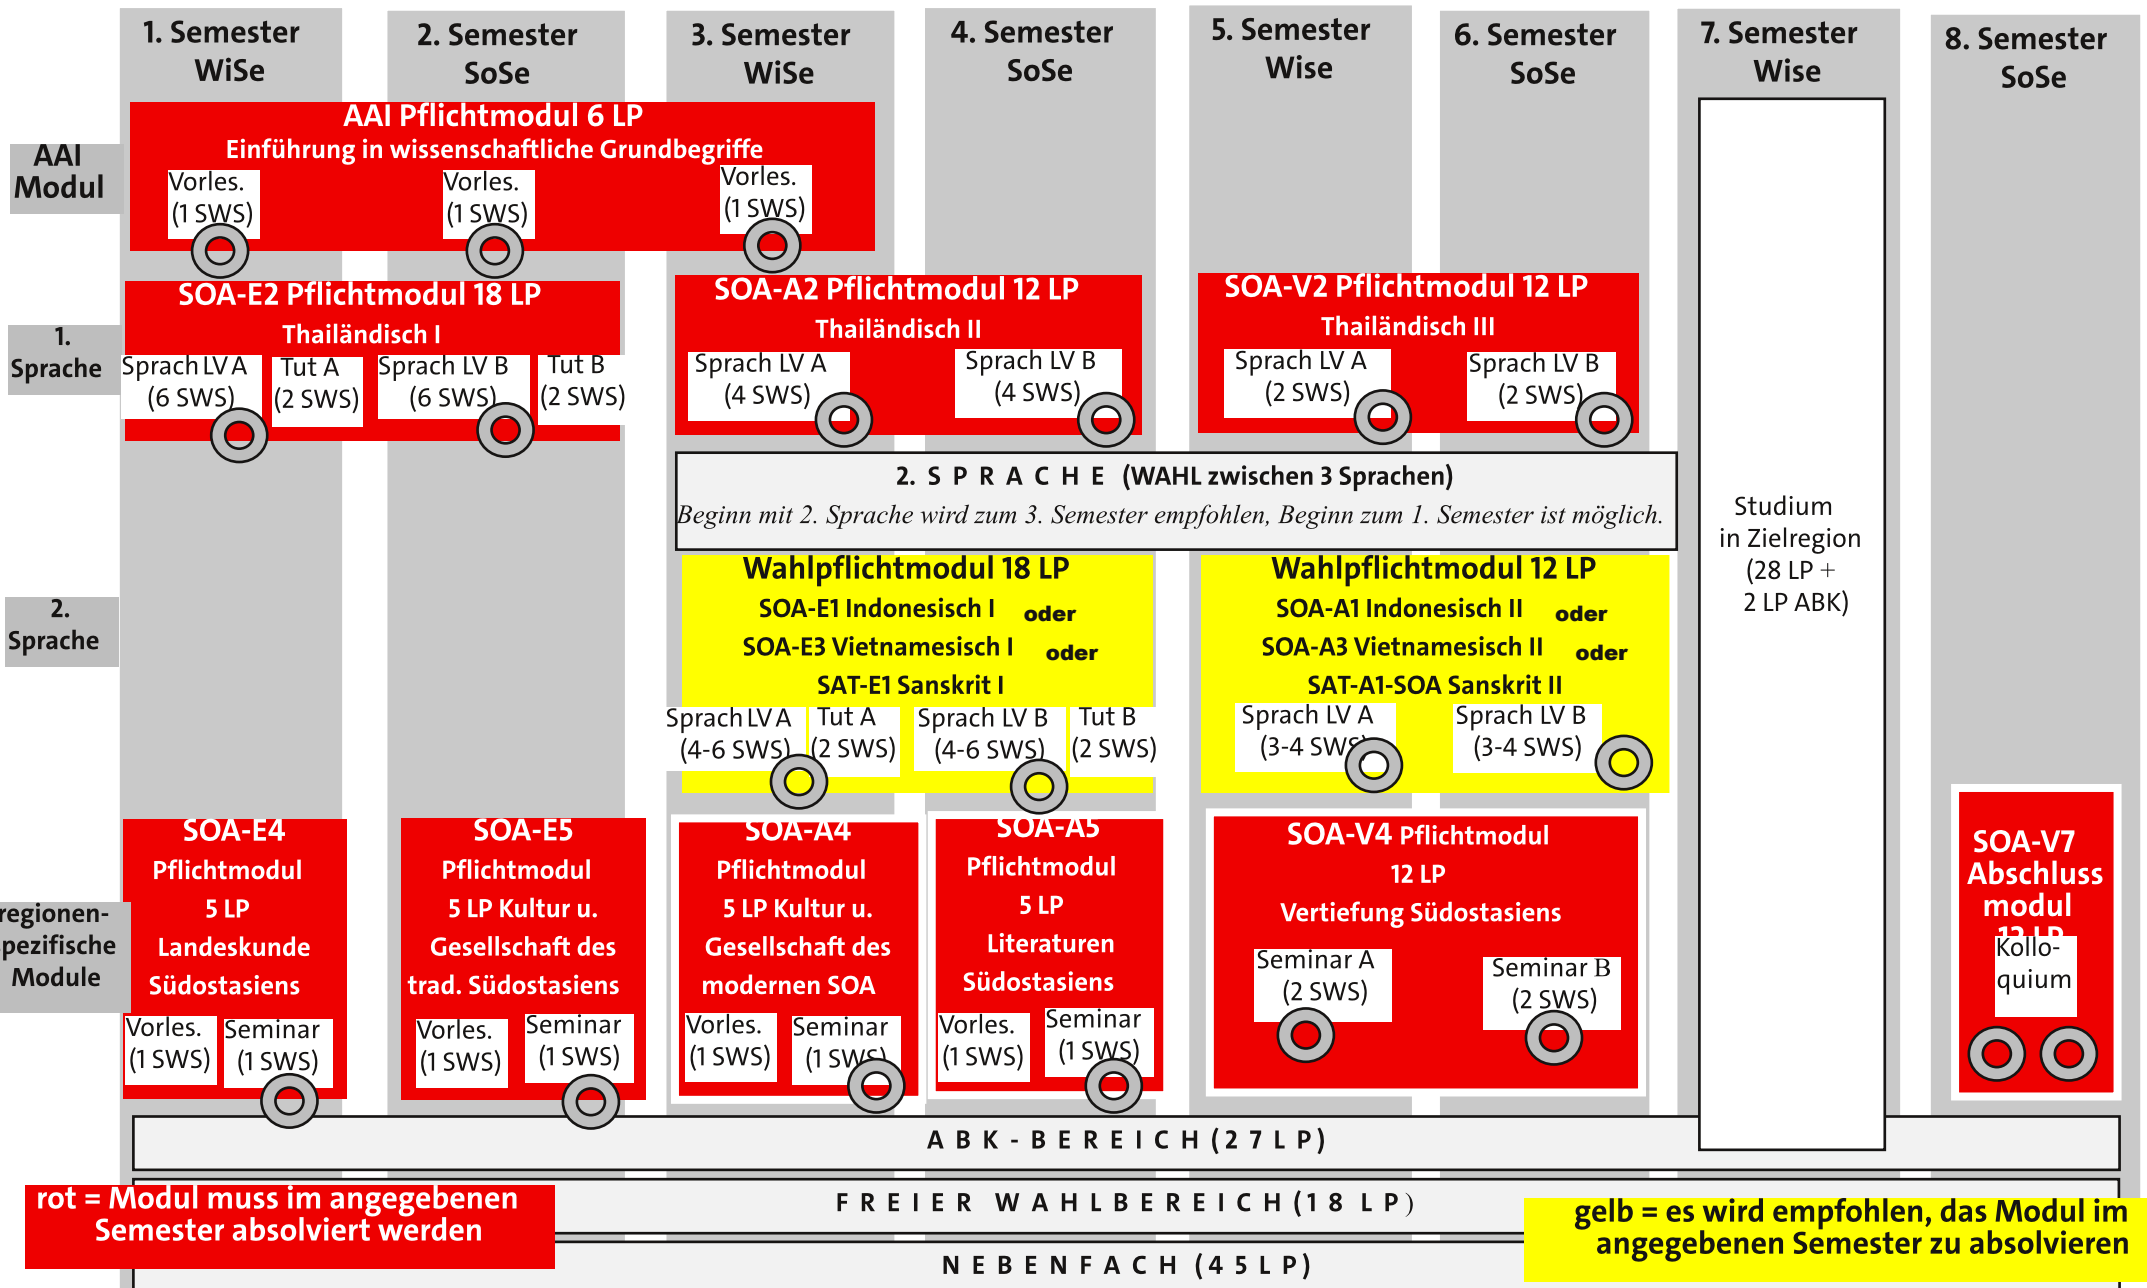 1. Semester
WiSe
2. Semester
SoSe
3. Semester
WiSe
4. Semester
SoSe
5. Semester
Wise
6. Semester
SoSe
7. Semester
Wise
8. Semester
SoSe
AAI
Modul
AAI Pflichtmodul 6 LP
Einführung in wissenschaftliche Grundbegriffe
Vorles.
(1 SWS)
Vorles.
(1 SWS)
Vorles.
(1 SWS)
1.
Sprache
SOA-E2 Pflichtmodul 18 LP
Thailändisch I
Sprach LV A
(6 SWS)
Tut A
(2 SWS)
Sprach LV B
(6 SWS)
Tut B
(2 SWS)
SOA-A2 Pflichtmodul 12 LP
Thailändisch II
Sprach LV A
(4 SWS)
Sprach LV B
(4 SWS)
SOA-V2 Pflichtmodul 12 LP
Thailändisch III
Sprach LV A
(2 SWS)
Sprach LV B
(2 SWS)
2. S P R A C H E (WAHL zwischen 3 Sprachen)
Beginn mit 2. Sprache wird zum 3. Semester empfohlen, Beginn zum 1. Semester ist möglich.
2.
Sprache
Wahlpflichtmodul 18 LP
SOA-E1 Indonesisch I oder
SOA-E3 Vietnamesisch I oder
SAT-E1 Sanskrit I
Sprach LV A
(4-6 SWS)
Tut A
(2 SWS)
Sprach LV B
(4-6 SWS)
Tut B
(2 SWS)
Wahlpflichtmodul 12 LP
SOA-A1 Indonesisch II oder
SOA-A3 Vietnamesisch II oder
SAT-A1-SOA Sanskrit II
Sprach LV A
(3-4 SWS)
Sprach LV B
(3-4 SWS)
Studium
in Zielregion
(28 LP +
2 LP ABK)
regionen-
spezifische
Module
SOA-E4
Pflichtmodul
5 LP
Landeskunde
Südostasiens
Vorles.
(1 SWS)
Seminar
(1 SWS)
SOA-E5
Pflichtmodul
5 LP Kultur u.
Gesellschaft des
trad. Südostasiens
Vorles.
(1 SWS)
Seminar
(1 SWS)
SOA-A4
Pflichtmodul
5 LP Kultur u.
Gesellschaft des
modernen SOA
Vorles.
(1 SWS)
Seminar
(1 SWS)
SOA-A5
Pflichtmodul
5 LP
Literaturen
Südostasiens
Vorles.
(1 SWS)
Seminar
(1 SWS)
SOA-V4 Pflichtmodul
12 LP
Vertiefung Südostasiens
Seminar A
(2 SWS)
Seminar B
(2 SWS)
SOA-V7
Abschluss
modul
12 LP
Kollo-
quium
A B K - B E R E I C H ( 2 7 L P )
F R E I E R W A H L B E R E I C H ( 1 8 L P )
N E B E N F A C H ( 4 5 L P )
rot = Modul muss im angegebenen
Semester absolviert werden
gelb = es wird empfohlen, das Modul im
angegebenen Semester zu absolvieren